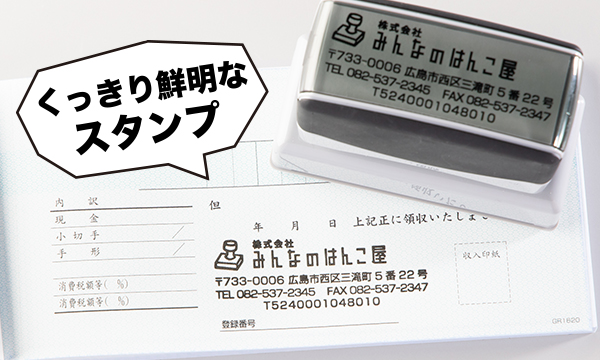 くっきり鮮明な
スタンプ
株式会社
みんなのはんこ屋
〒733-0006 広島市西区三滝町 5 番 22 号
TEL 082-537-2345 FAX 082-537-2347
T5240001048010
内 訳
現 金
小 切 手 /
手 形 /
消費税額等( %)
消費税額等( %)
但
年 月 日 上記正に領収いたしま
株式会社
みんなのはんこ屋
〒733-0006 広島市西区三滝町 5 番 22 号
TEL 082-537-2345 FAX 082-537-2347
T5240001048010
登録番号
収入印紙
GR1620